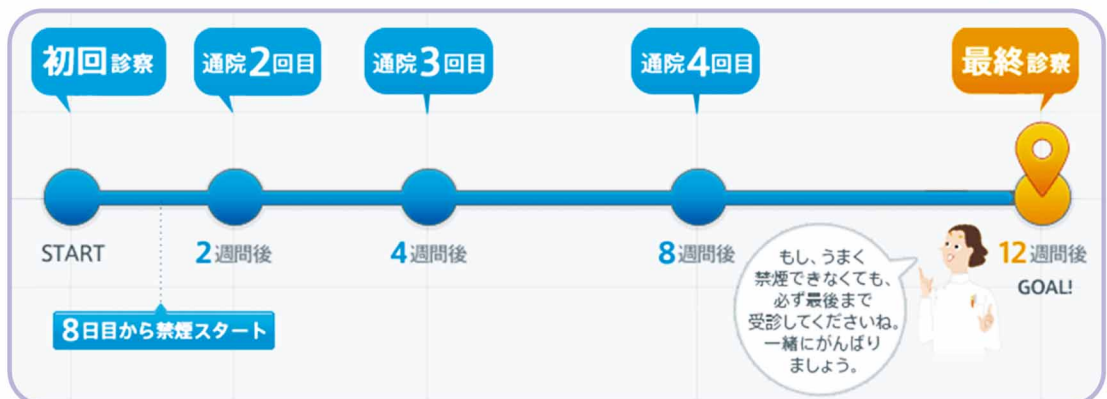 初回診察
通院2回目
通院3回目
通院4回目
最終診察
START
2週間後
4週間後
8週間後
12週間後
GOAL!
8日目から禁煙スタート
もし、うまく
禁煙できなくても、
必ず最後まで
受診してくださいね。
一緒にがんばり
ましょう。